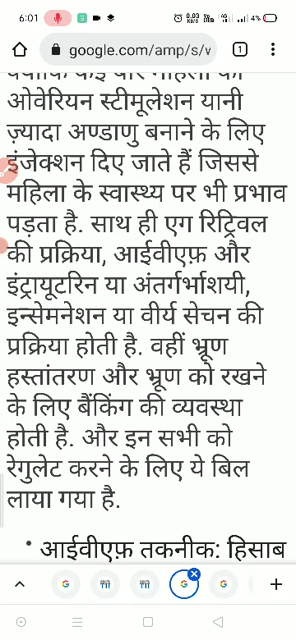 6:01
4%
google.com/amp/s/v
1
ओवेरियन स्टीमूलेशन यानी
ज़्यादा अण्डाणु बनाने के लिए
इंजेक्शन दिए जाते हैं जिससे
महिला के स्वास्थ्य पर भी प्रभाव
पड़ता है. साथ ही एग रिट्रिवल
की प्रक्रिया, आईवीएफ़ और
इंट्रायूटरिन या अंतर्गर्भाशयी,
इन्सेमनेशन या वीर्य सेचन की
प्रक्रिया होती है. वहीं भ्रूण
हस्तांतरण और भ्रूण को रखने
के लिए बैंकिंग की व्यवस्था
होती है. और इन सभी को
रेगुलेट करने के लिए ये बिल
लाया गया है.
• आईवीएफ़ तकनीक: हिसाब